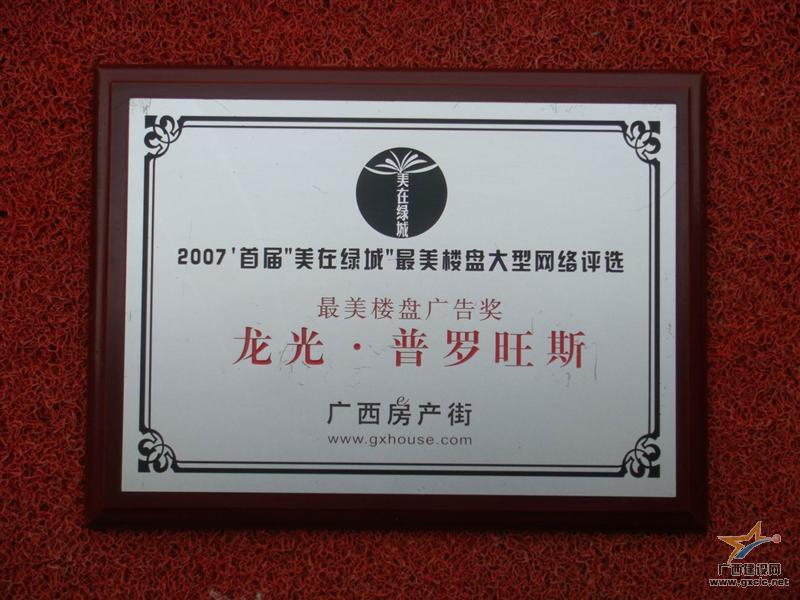 美在绿城
2007'首届"美在绿城"最美楼盘大型网络评选
最美楼盘广告奖
龙光·普罗旺斯
广西房e产街
www.gxhouse.com
广西建设网
www.gxcic.net